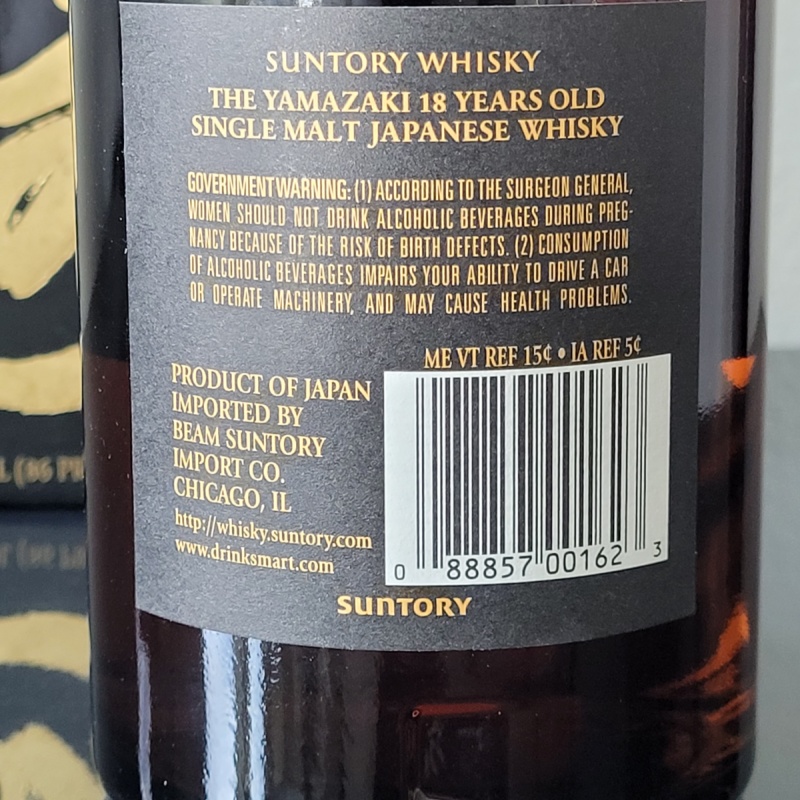 SUNTORY WHISKY
THE YAMAZAKI 18 YEARS OLD
SINGLE MALT JAPANESE WHISKY
GOVERNMENT WARNING: (1) ACCORDING TO THE SURGEON GENERAL,
WOMEN SHOULD NOT DRINK ALCOHOLIC BEVERAGES DURING PREG-
NANCY BECAUSE OF THE RISK OF BIRTH DEFECTS. (2) CONSUMPTION
OF ALCOHOLIC BEVERAGES IMPAIRS YOUR ABILITY TO DRIVE A CAR
OR OPERATE MACHINERY, AND MAY CAUSE HEALTH PROBLEMS.
ME VT REF 15¢ • IA REF 5¢
PRODUCT OF JAPAN
IMPORTED BY
BEAM SUNTORY
IMPORT CO.
CHICAGO, IL
http://whisky.suntory.com
www.drinksmart.com
0 88857 00162 3
SUNTORY